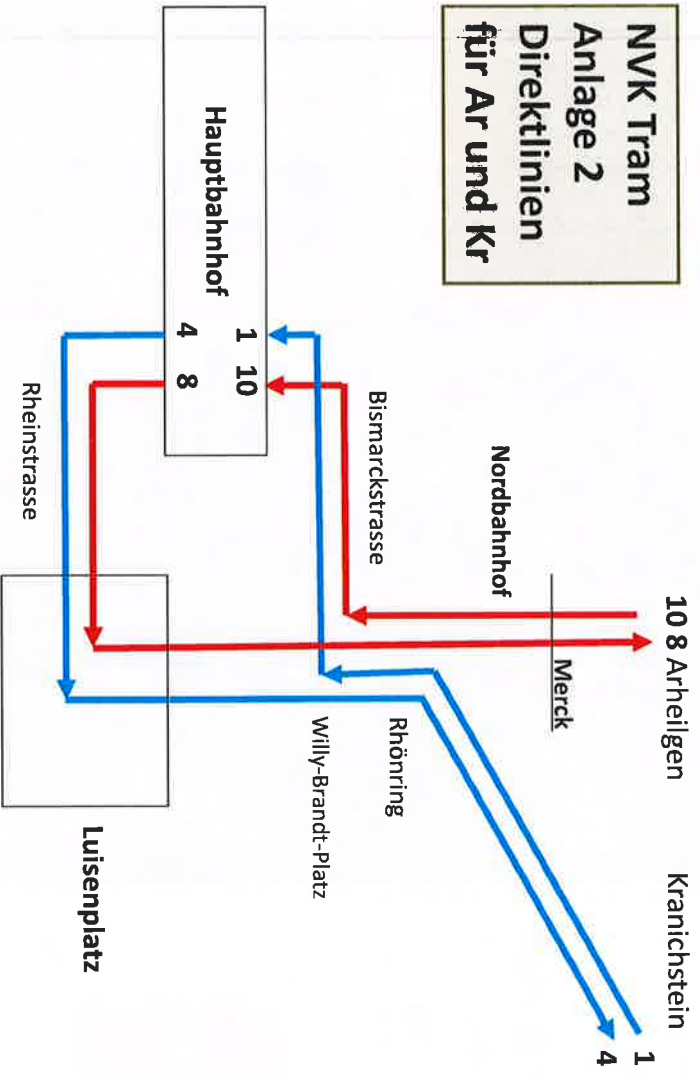 NVK Tram
Anlage 2
Direktlinien
für Ar und Kr
10 8 Arheilgen
Kranichstein
1
4
Merck
Nordbahnhof
Rhönring
Bismarckstrasse
Willy-Brandt-Platz
Hauptbahnhof
1 10
4 8
Rheinstrasse
Luisenplatz